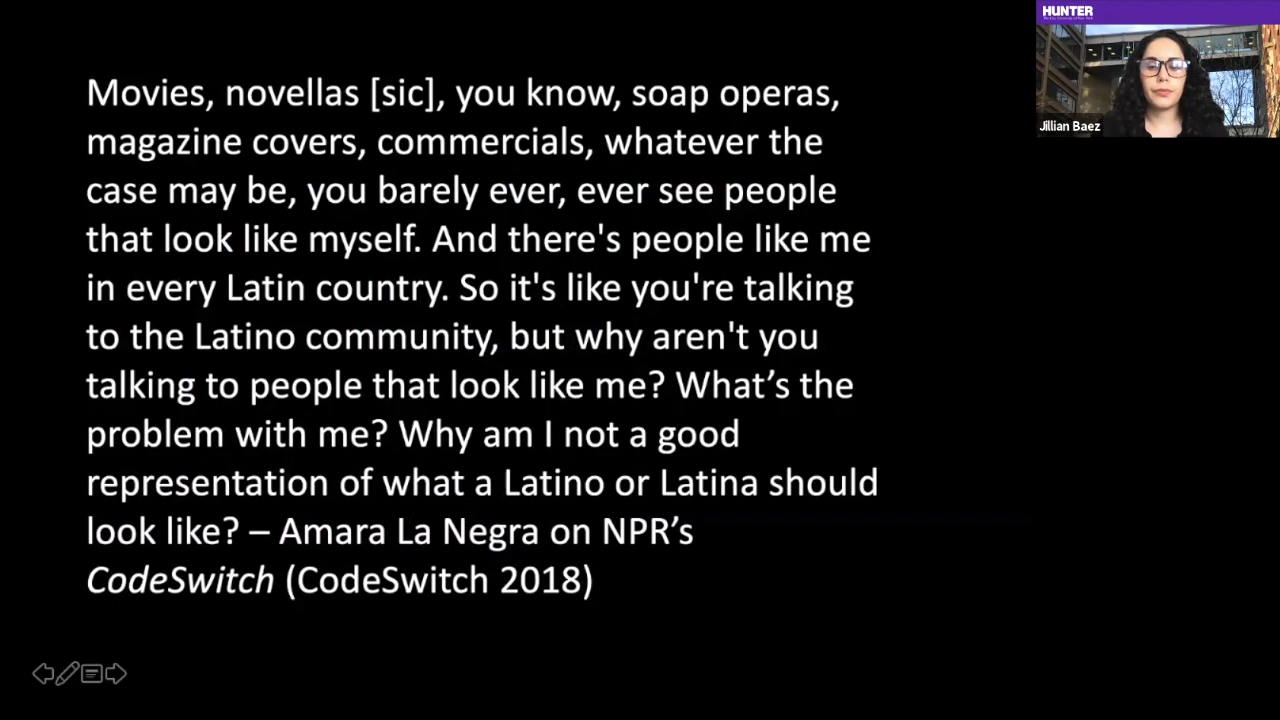 HUNTER
Jillian Baez
Movies, novellas [sic], you know, soap operas,
magazine covers, commercials, whatever the
case may be, you barely ever, ever see people
that look like myself. And there's people like me
in every Latin country. So it's like you're talking
to the Latino community, but why aren't you
talking to people that look like me? What’s the
problem with me? Why am I not a good
representation of what a Latino or Latina should
look like? – Amara La Negra on NPR’s
CodeSwitch (CodeSwitch 2018)